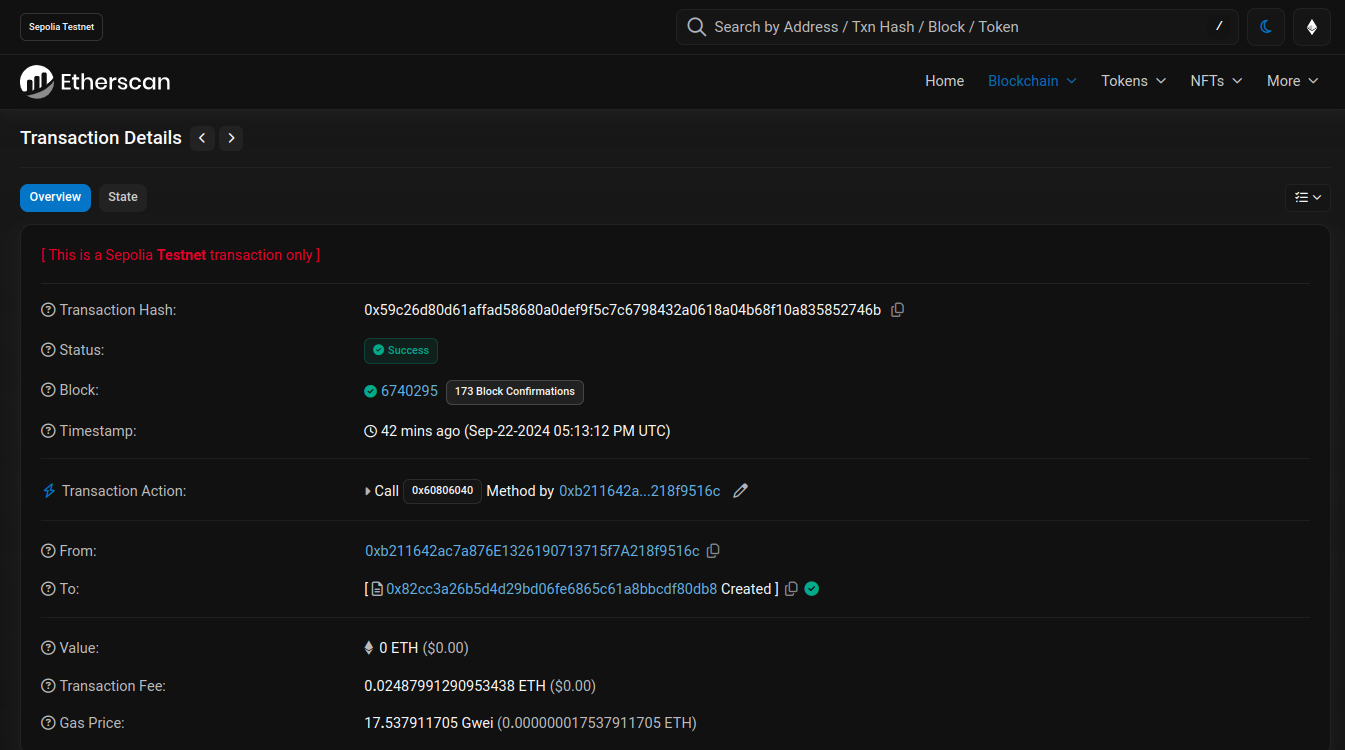 Sepolia Testnet
Search by Address / Txn Hash / Block / Token /
Etherscan Home Blockchain Tokens NFTs More
Transaction Details < >
Overview State
[ This is a Sepolia Testnet transaction only ]
Transaction Hash: 0x59c26d80d61affad58680a0def9f5c7c6798432a0618a04b68f10a835852746b
Status: Success
Block: 6740295 173 Block Confirmations
Timestamp: 42 mins ago (Sep-22-2024 05:13:12 PM UTC)
Transaction Action: Call 0x60806040 Method by 0xb211642a...218f9516c
From: 0xb211642ac7a876E1326190713715f7A218f9516c
To: [ 0x82cc3a26b5d4d29bd06fe6865c61a8bbcdf80db8 Created ]
Value: 0 ETH ($0.00)
Transaction Fee: 0.02487991290953438 ETH ($0.00)
Gas Price: 17.537911705 Gwei (0.000000017537911705 ETH)